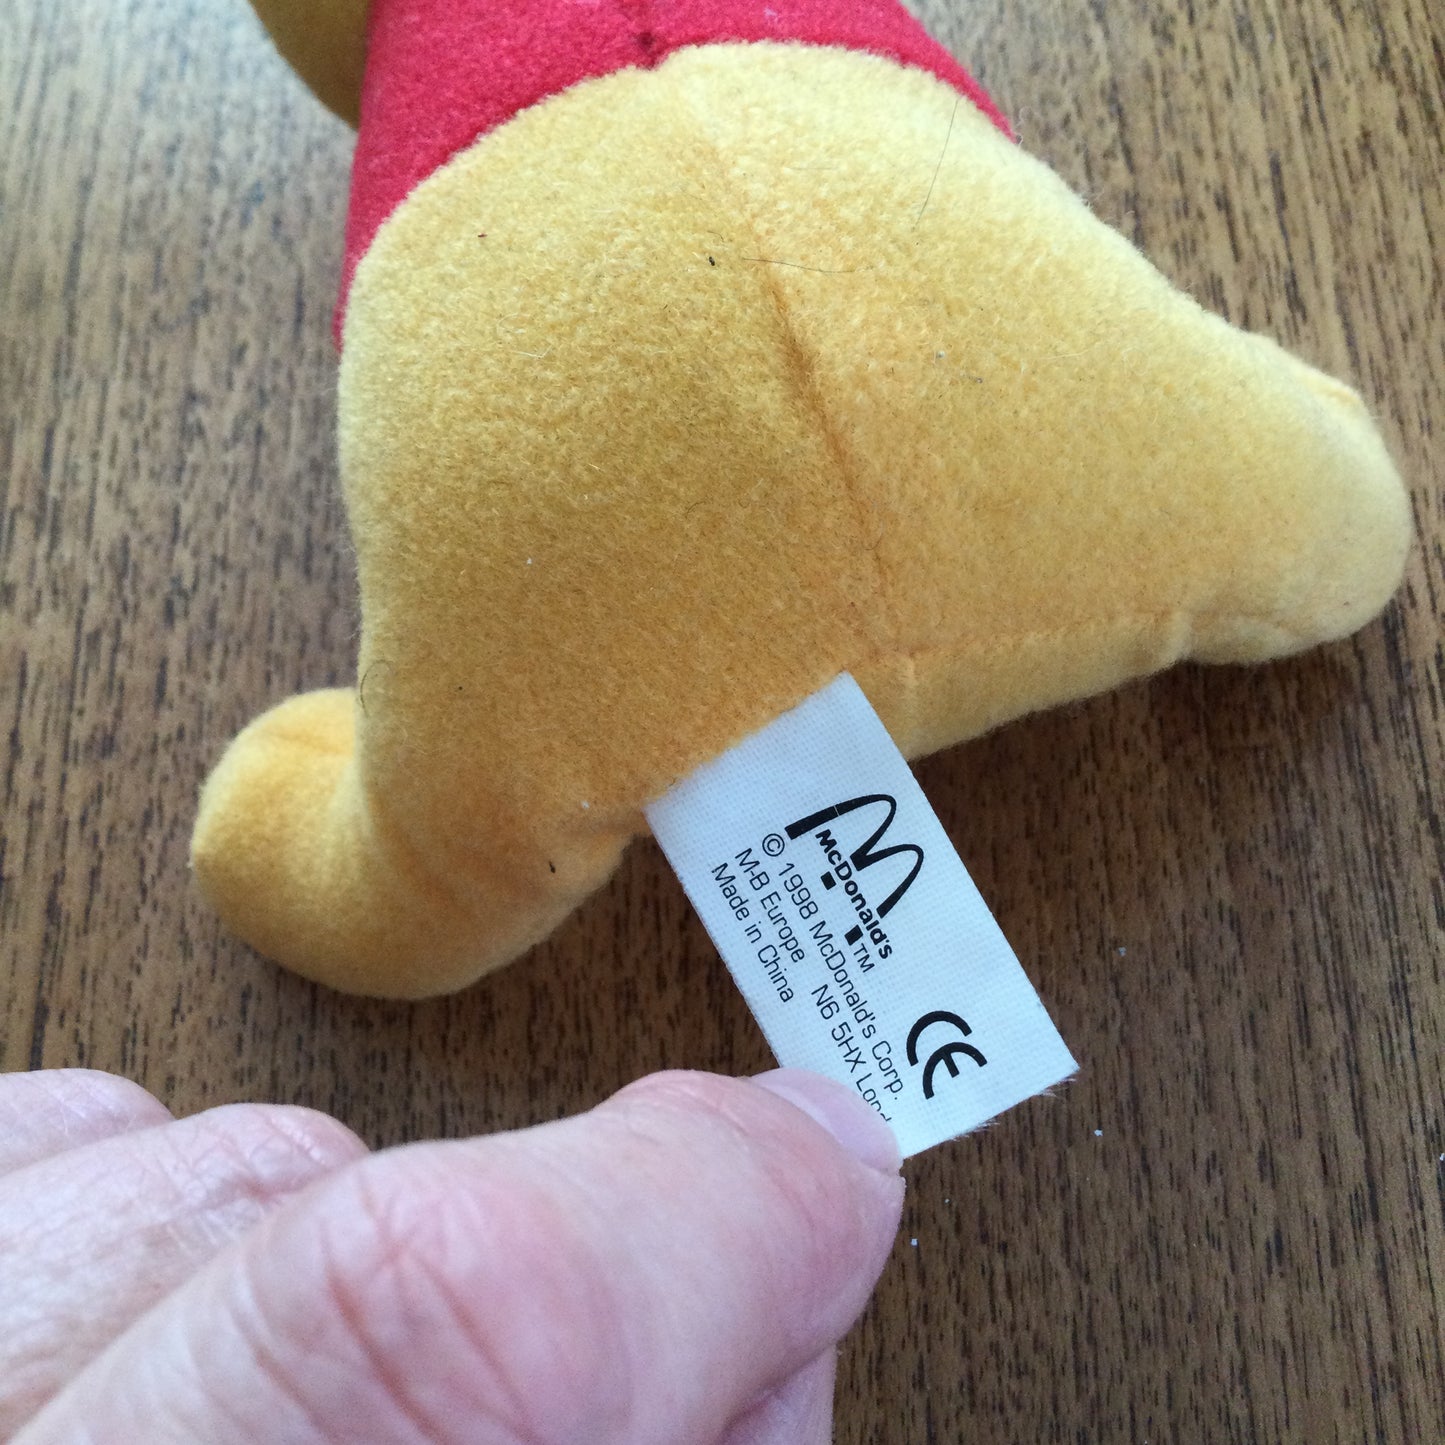 McDonald's
TM
© 1998 McDonald's Corp.
M-B Europe N6 5HX
Made in China
CE